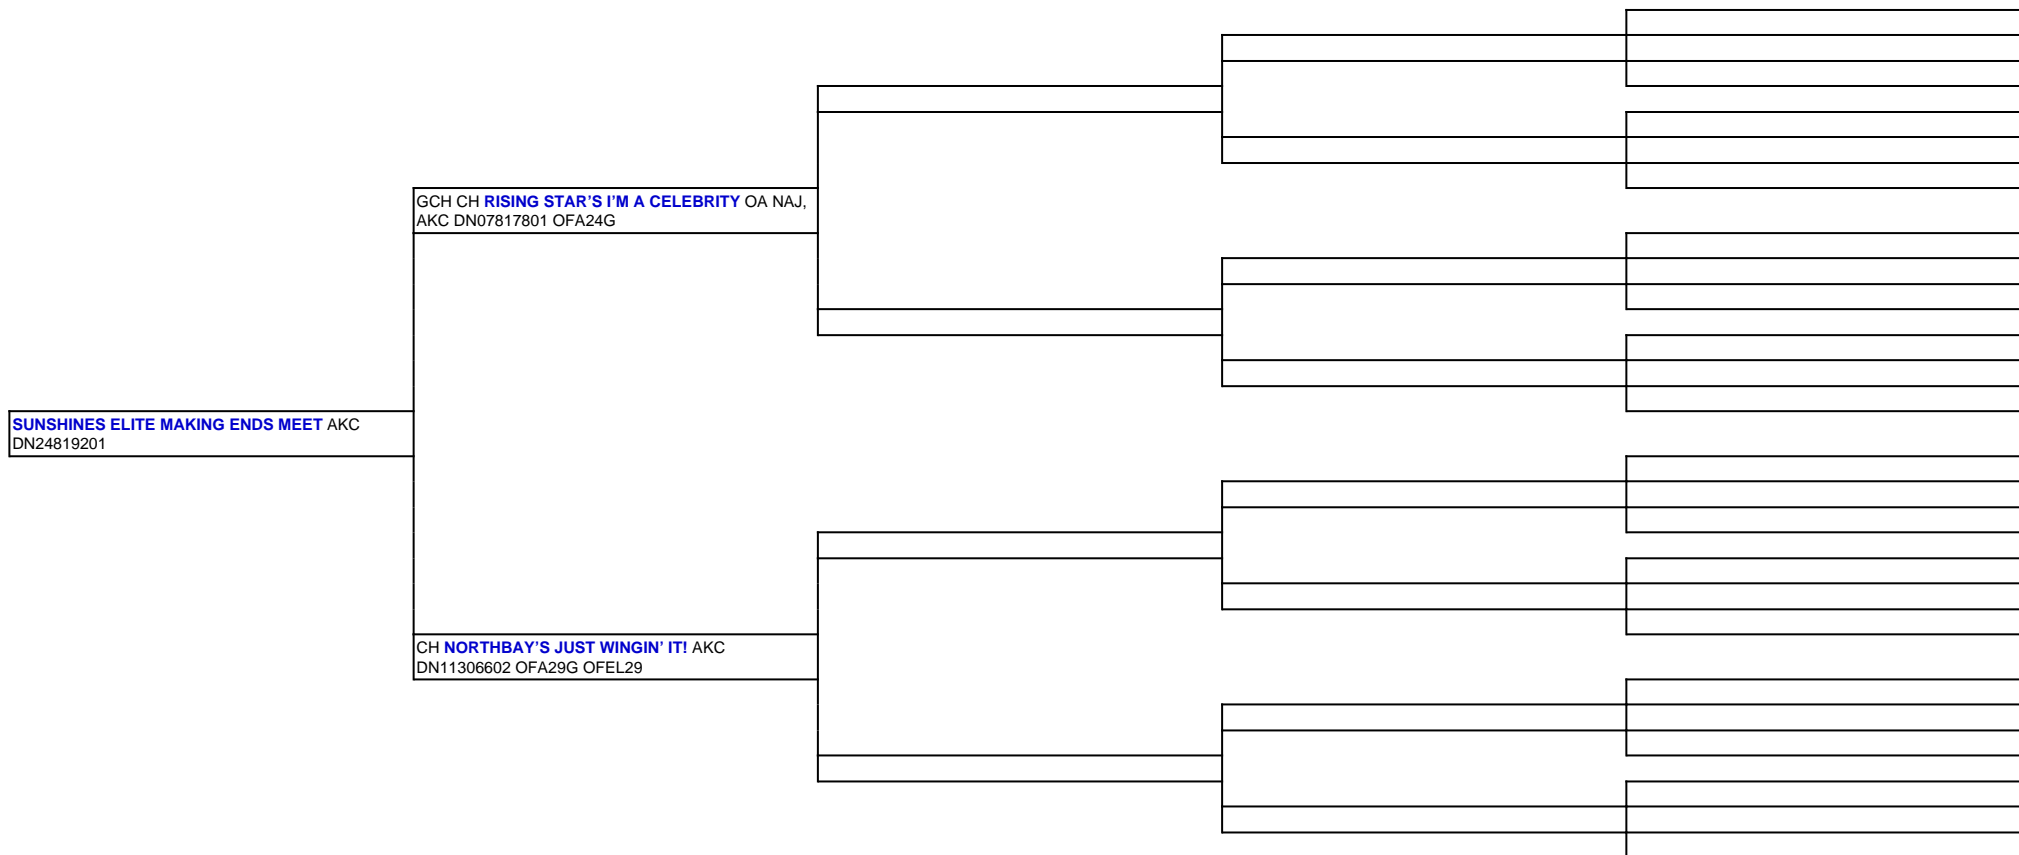 GCH CH RISING STAR’S I’M A CELEBRITY OA NAJ,
AKC DN07817801 OFA24G
SUNSHINES ELITE MAKING ENDS MEET AKC
DN24819201
CH NORTHBAY’S JUST WINGIN’ IT! AKC
DN11306602 OFA29G OFEL29